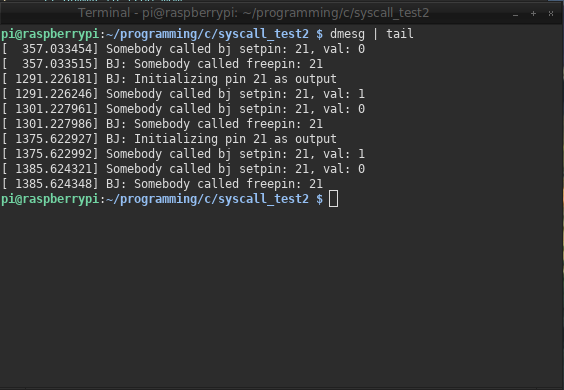 Terminal - pi@raspberrypi: ~/programming/c/syscall_test2
pi@raspberrypi:~/programming/c/syscall_test2 $ dmesg | tail
[  357.033454] Somebody called bj setpin: 21, val: 0
[  357.033515] BJ: Somebody called freepin: 21
[ 1291.226181] BJ: Initializing pin 21 as output
[ 1291.226246] Somebody called bj setpin: 21, val: 1
[ 1301.227961] Somebody called bj setpin: 21, val: 0
[ 1301.227986] BJ: Somebody called freepin: 21
[ 1375.622927] BJ: Initializing pin 21 as output
[ 1375.622992] Somebody called bj setpin: 21, val: 1
[ 1385.624321] Somebody called bj setpin: 21, val: 0
[ 1385.624348] BJ: Somebody called freepin: 21
pi@raspberrypi:~/programming/c/syscall_test2 $